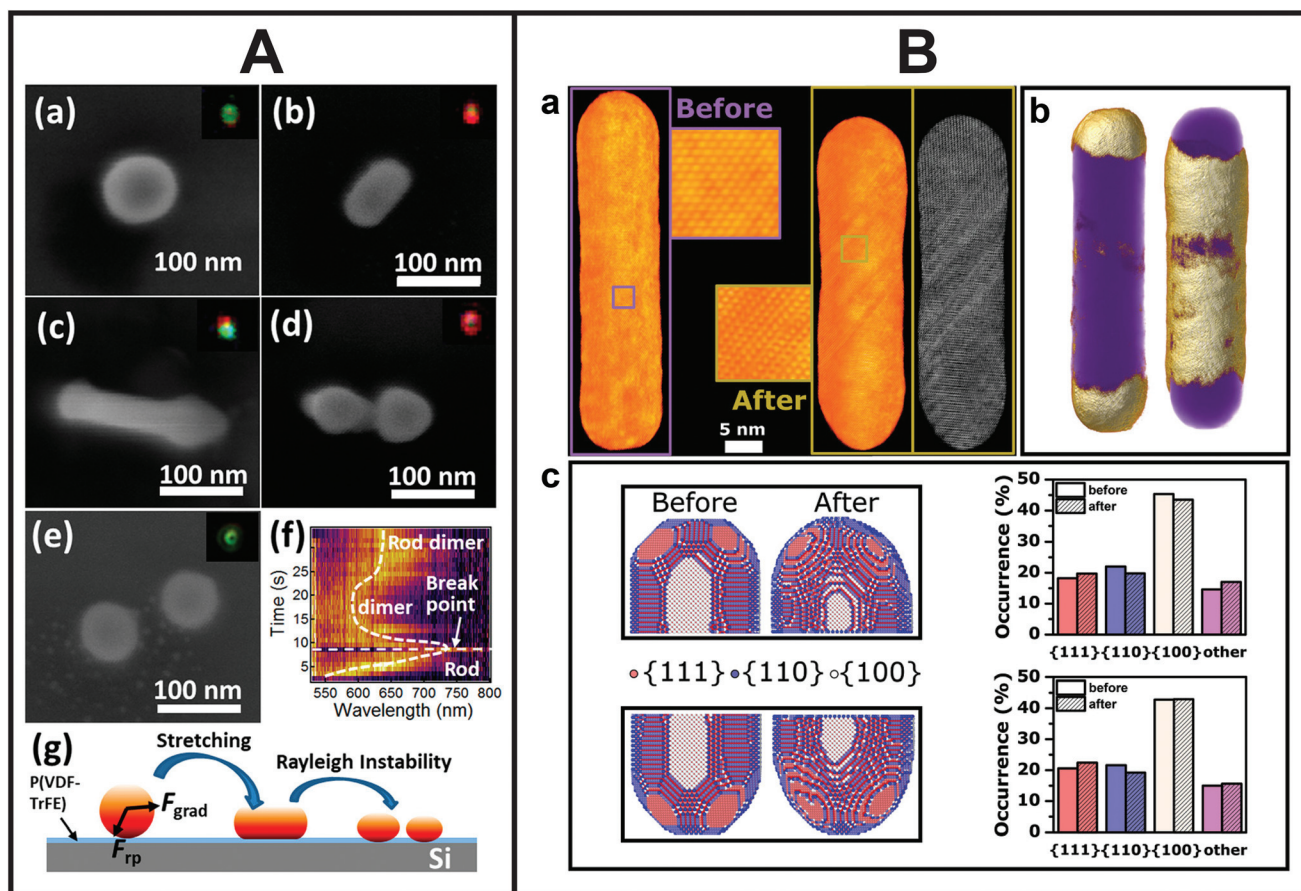 A
(a)
100 nm
(b)
100 nm
(c)
100 nm
(d)
100 nm
(e)
100 nm
(f)
Time (s)
25
20
15
10
5
Rod dimer
Break
point
dimer
Rod
550 600 650 700 750 800
Wavelength (nm)
(g)
Stretching
Rayleigh Instability
P(VDF-
TrFE)
Fgrad
Frp
Si
B
a
Before
After
5 nm
b
c
Before
After
{111} {110} {100}
Occurrence (%)
50
40
30
20
10
0
before
after
{111} {110} {100} other
Occurrence (%)
50
40
30
20
10
0
before
after
{111} {110} {100} other